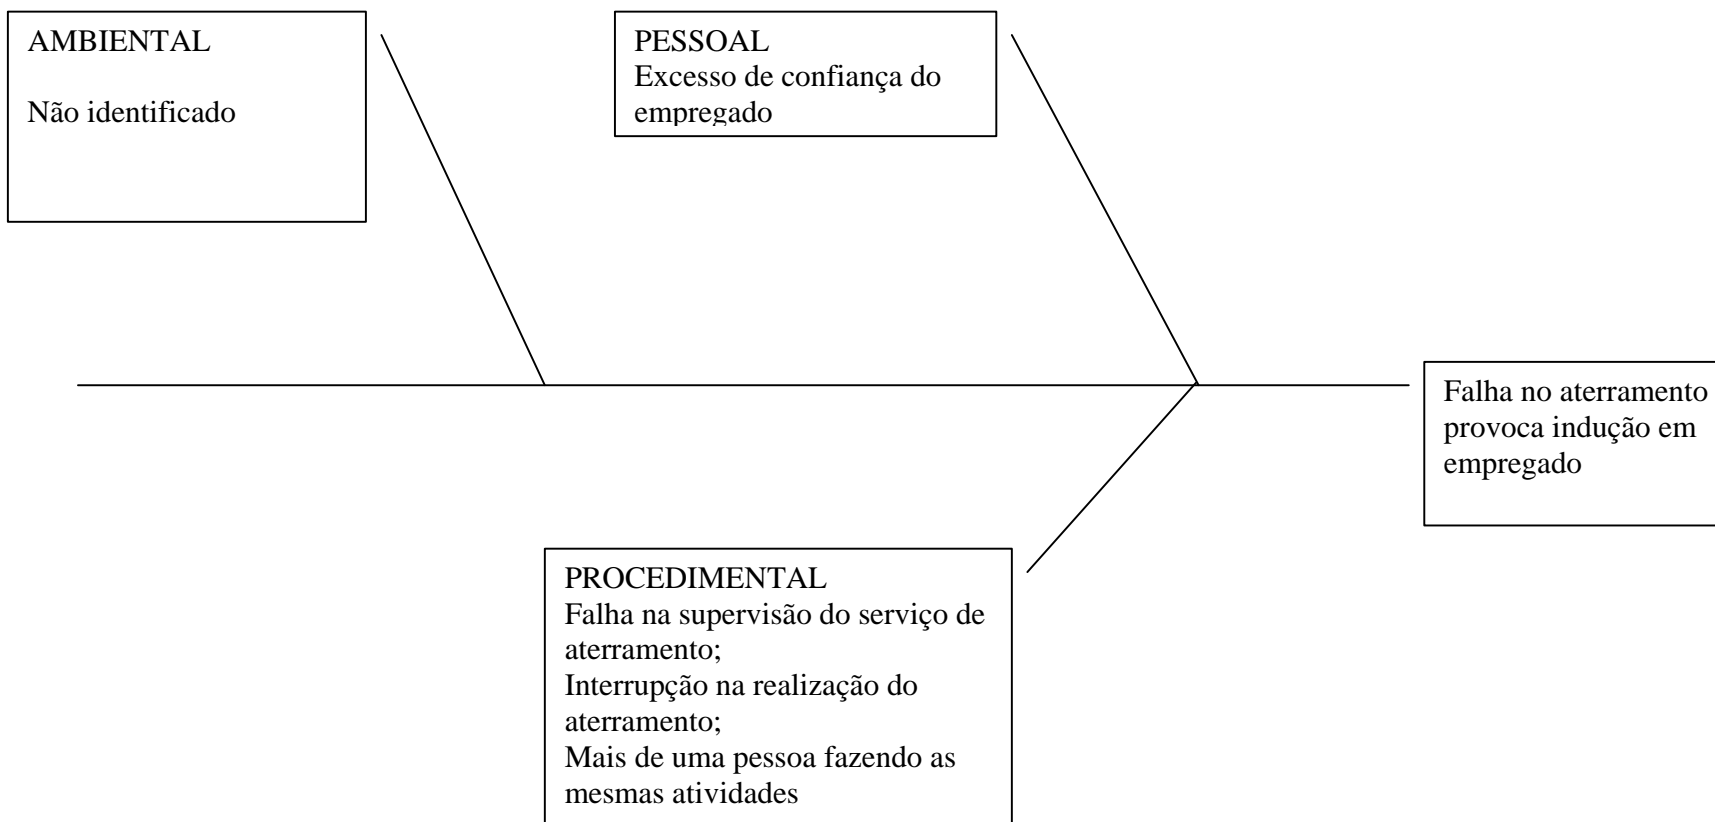 AMBIENTAL
Não identificado
PESSOAL
Excesso de confiança do
empregado
Falha no aterramento
provoca indução em
empregado
PROCEDIMENTAL
Falha na supervisão do serviço de
aterramento;
Interrupção na realização do
aterramento;
Mais de uma pessoa fazendo as
mesmas atividades